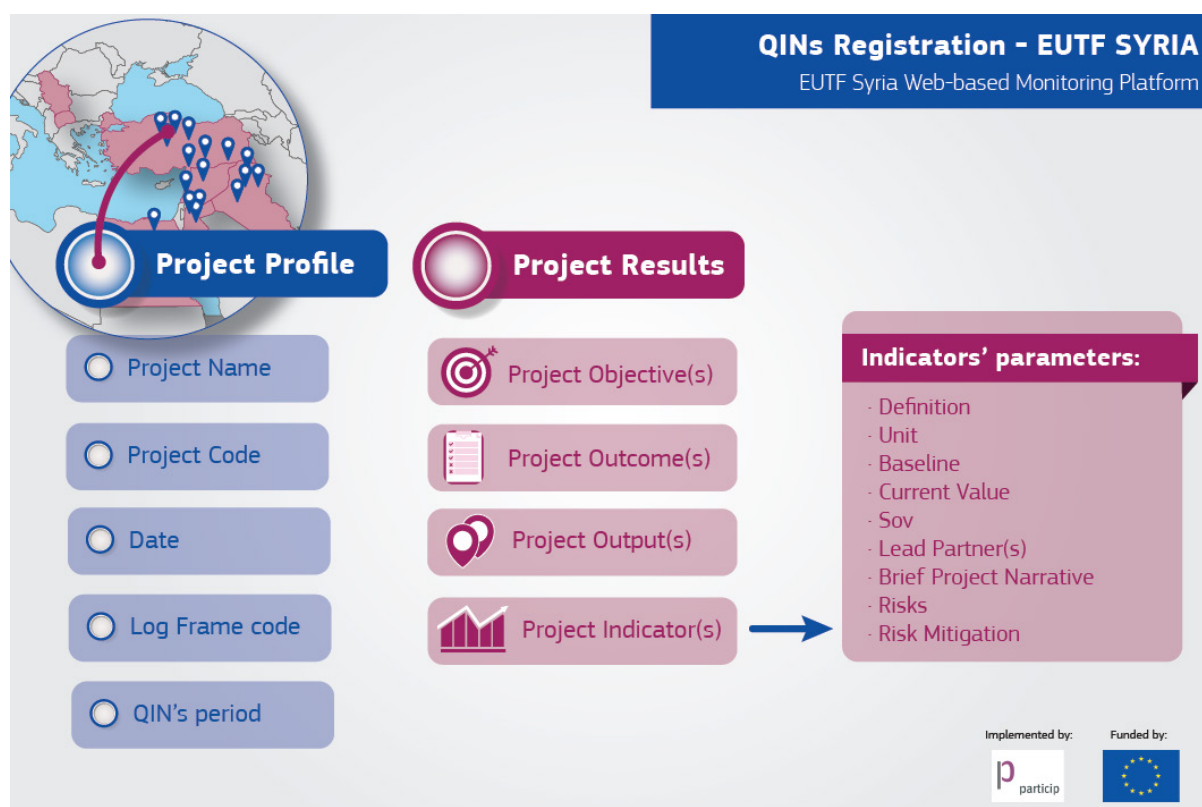 QINs Registration - EUTF SYRIA
EUTF Syria Web-based Monitoring Platform
Project Profile
Project Name
Project Code
Date
Log Frame code
QIN's period
Project Results
Project Objective(s)
Project Outcome(s)
Project Output(s)
Project Indicator(s)
Indicators' parameters:
· Definition
· Unit
· Baseline
· Current Value
· Sov
· Lead Partner(s)
· Brief Project Narrative
· Risks
· Risk Mitigation
Implemented by:
Funded by:
p
particip